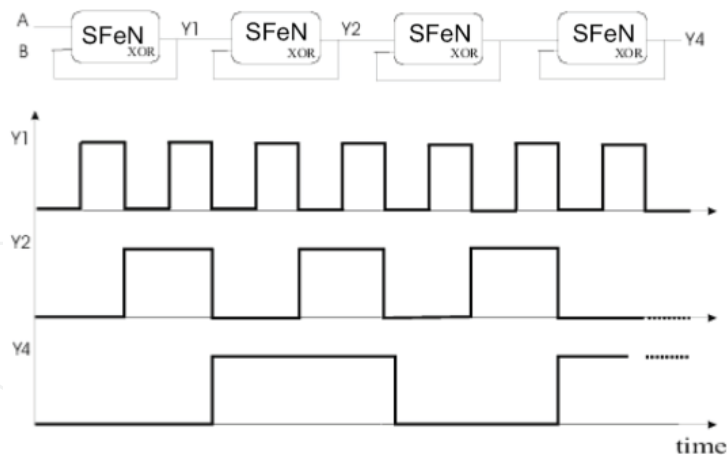 A SFeN XOR Y1 SFeN XOR Y2 SFeN XOR SFeN XOR Y4
B
Y1
Y2
Y4
time